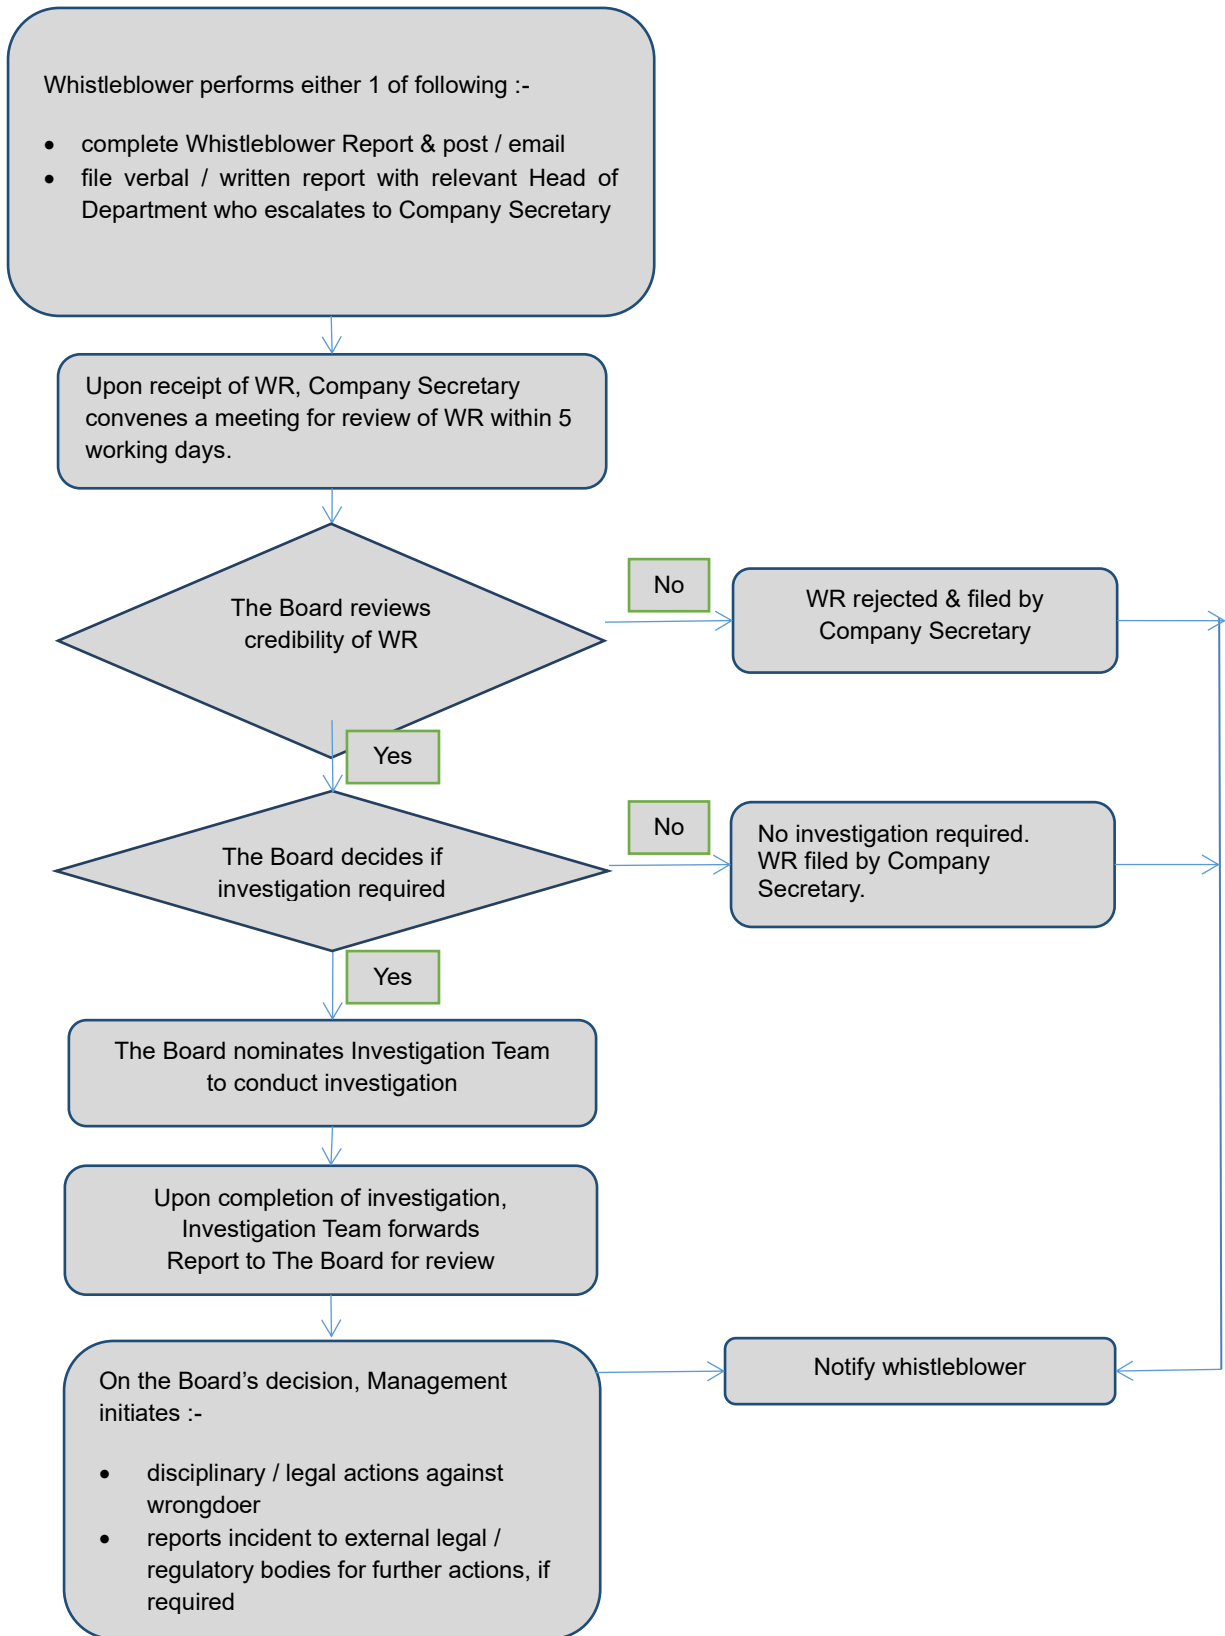 Whistleblower performs either 1 of following :-
• complete Whistleblower Report & post / email
• file verbal / written report with relevant Head of
Department who escalates to Company Secretary
Upon receipt of WR, Company Secretary
convenes a meeting for review of WR within 5
working days.
The Board reviews
credibility of WR
No
WR rejected & filed by
Company Secretary
Yes
The Board decides if
investigation required
No
No investigation required.
WR filed by Company
Secretary.
Yes
The Board nominates Investigation Team
to conduct investigation
Upon completion of investigation,
Investigation Team forwards
Report to The Board for review
On the Board’s decision, Management
initiates :-
• disciplinary / legal actions against
wrongdoer
• reports incident to external legal /
regulatory bodies for further actions, if
required
Notify whistleblower